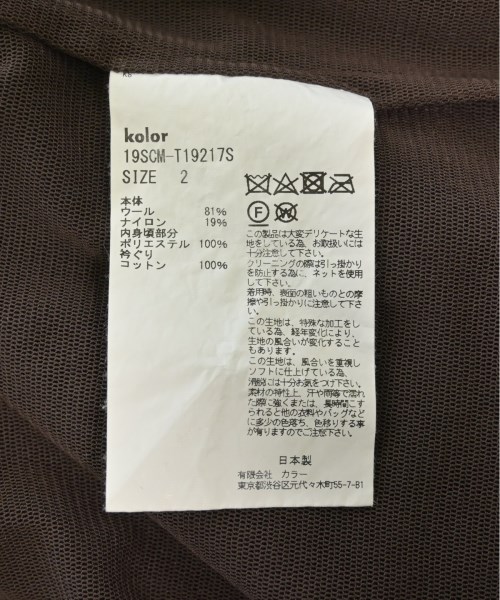 kolor
19SCM-T19217S
SIZE 2
本体
ウール 81%
ナイロン 19%
内身頃部分
ポリエステル 100%
衿ぐり
コットン 100%
F
W
この製品は大変デリケートな生
地をしている為、お取扱いには
十分注意して下さい。
クリーニングの際は引っ掛かり
を防止する為に、ネットを使用
して下さい。
着用時、表面の粗いものとの摩
擦や引っ掛かりに注意して下さ
い。
この生地は、特殊な加工をし
ている為、経年変化により、
生地の風合いが変化すること
もあります。
この生地は、風合いを重視し
ソフトに仕上げている為、
滑脱には十分お気をつけ下さい。
素材の特性上、汗や雨等で濡れ
た際に強くまたは、長時間こす
られると他の衣料やバッグなど
に多少の色落ち、色移りする事
が有りますのでご注意下さい。
日本製
有限会社 カラー
東京都渋谷区元代々木町55-7-B1